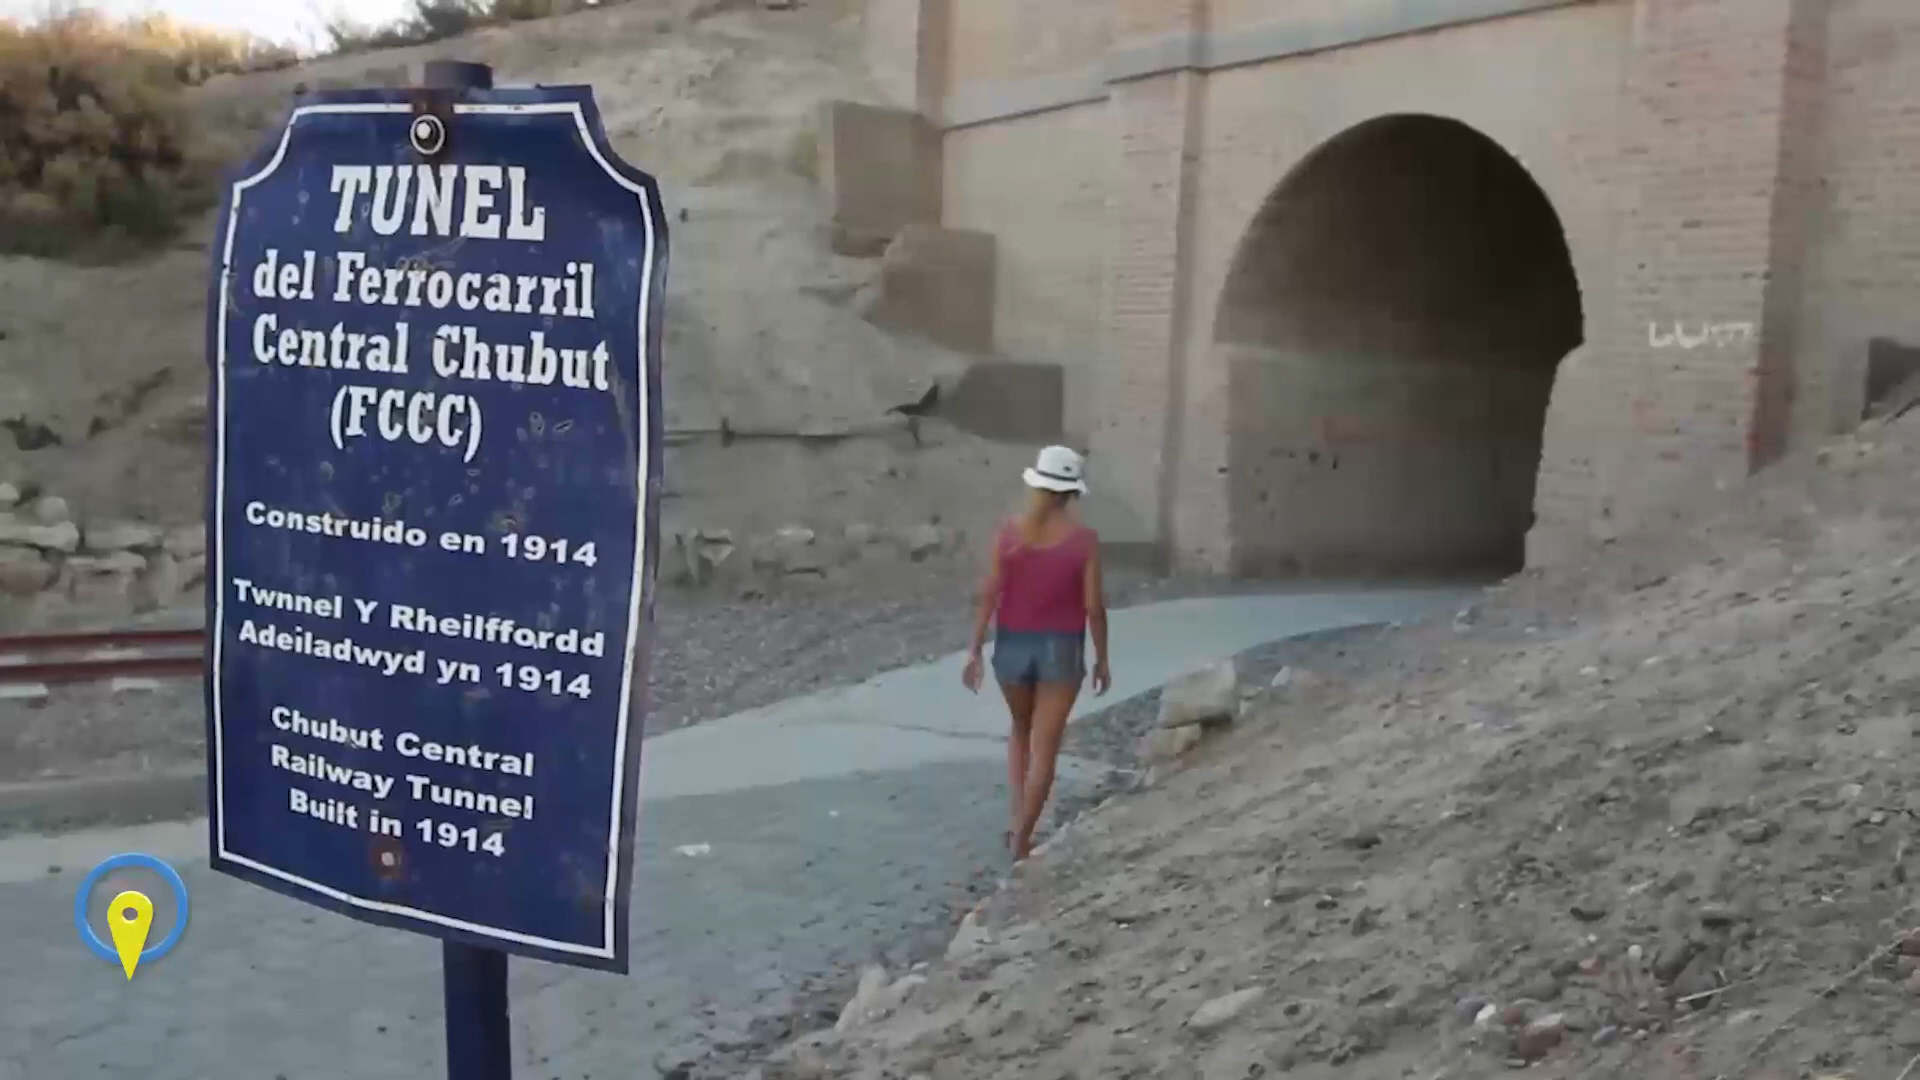 TUNEL
del Ferrocarril
Central Chubut
(FCCC)
Construido en 1914
Twnnel Y Rheilffordd
Adeiladwyd yn 1914
Chubut Central
Railway Tunnel
Built in 1914